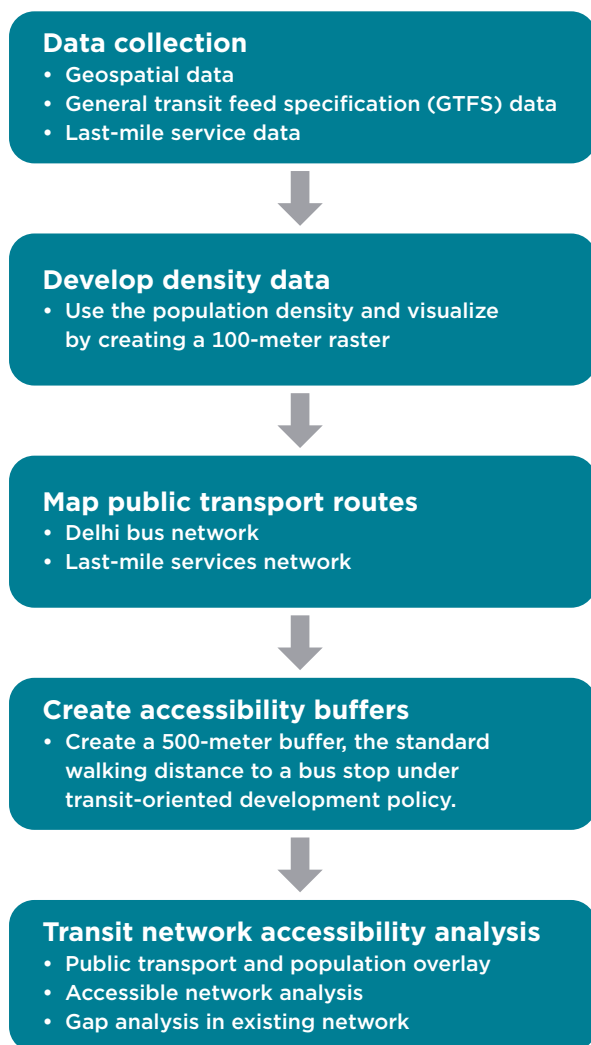 Data collection
• Geospatial data
• General transit feed specification (GTFS) data
• Last-mile service data
Develop density data
• Use the population density and visualize
by creating a 100-meter raster
Map public transport routes
• Delhi bus network
• Last-mile services network
Create accessibility buffers
• Create a 500-meter buffer, the standard
walking distance to a bus stop under
transit-oriented development policy.
Transit network accessibility analysis
• Public transport and population overlay
• Accessible network analysis
• Gap analysis in existing network